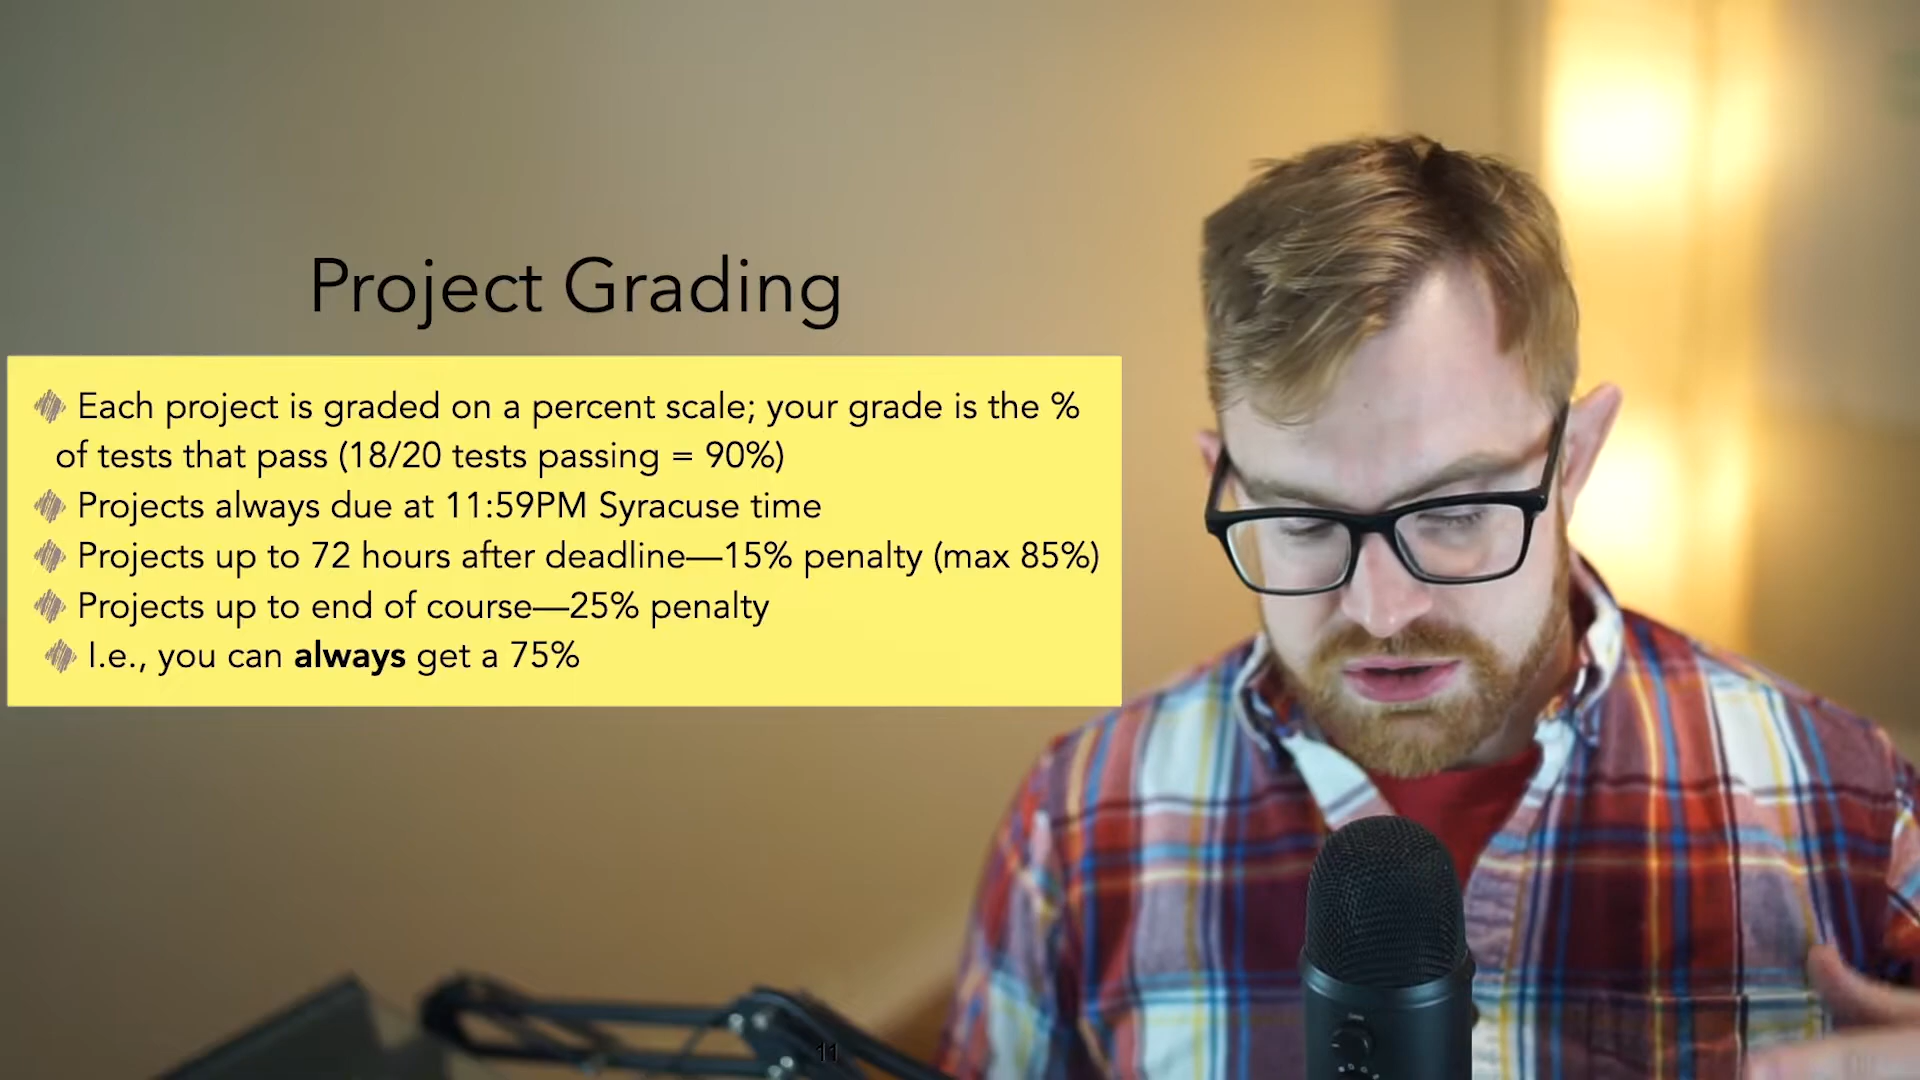 Project Grading
Each project is graded on a percent scale; your grade is the %
of tests that pass (18/20 tests passing = 90%)
Projects always due at 11:59PM Syracuse time
Projects up to 72 hours after deadline—15% penalty (max 85%)
Projects up to end of course—25% penalty
I.e., you can always get a 75%
11